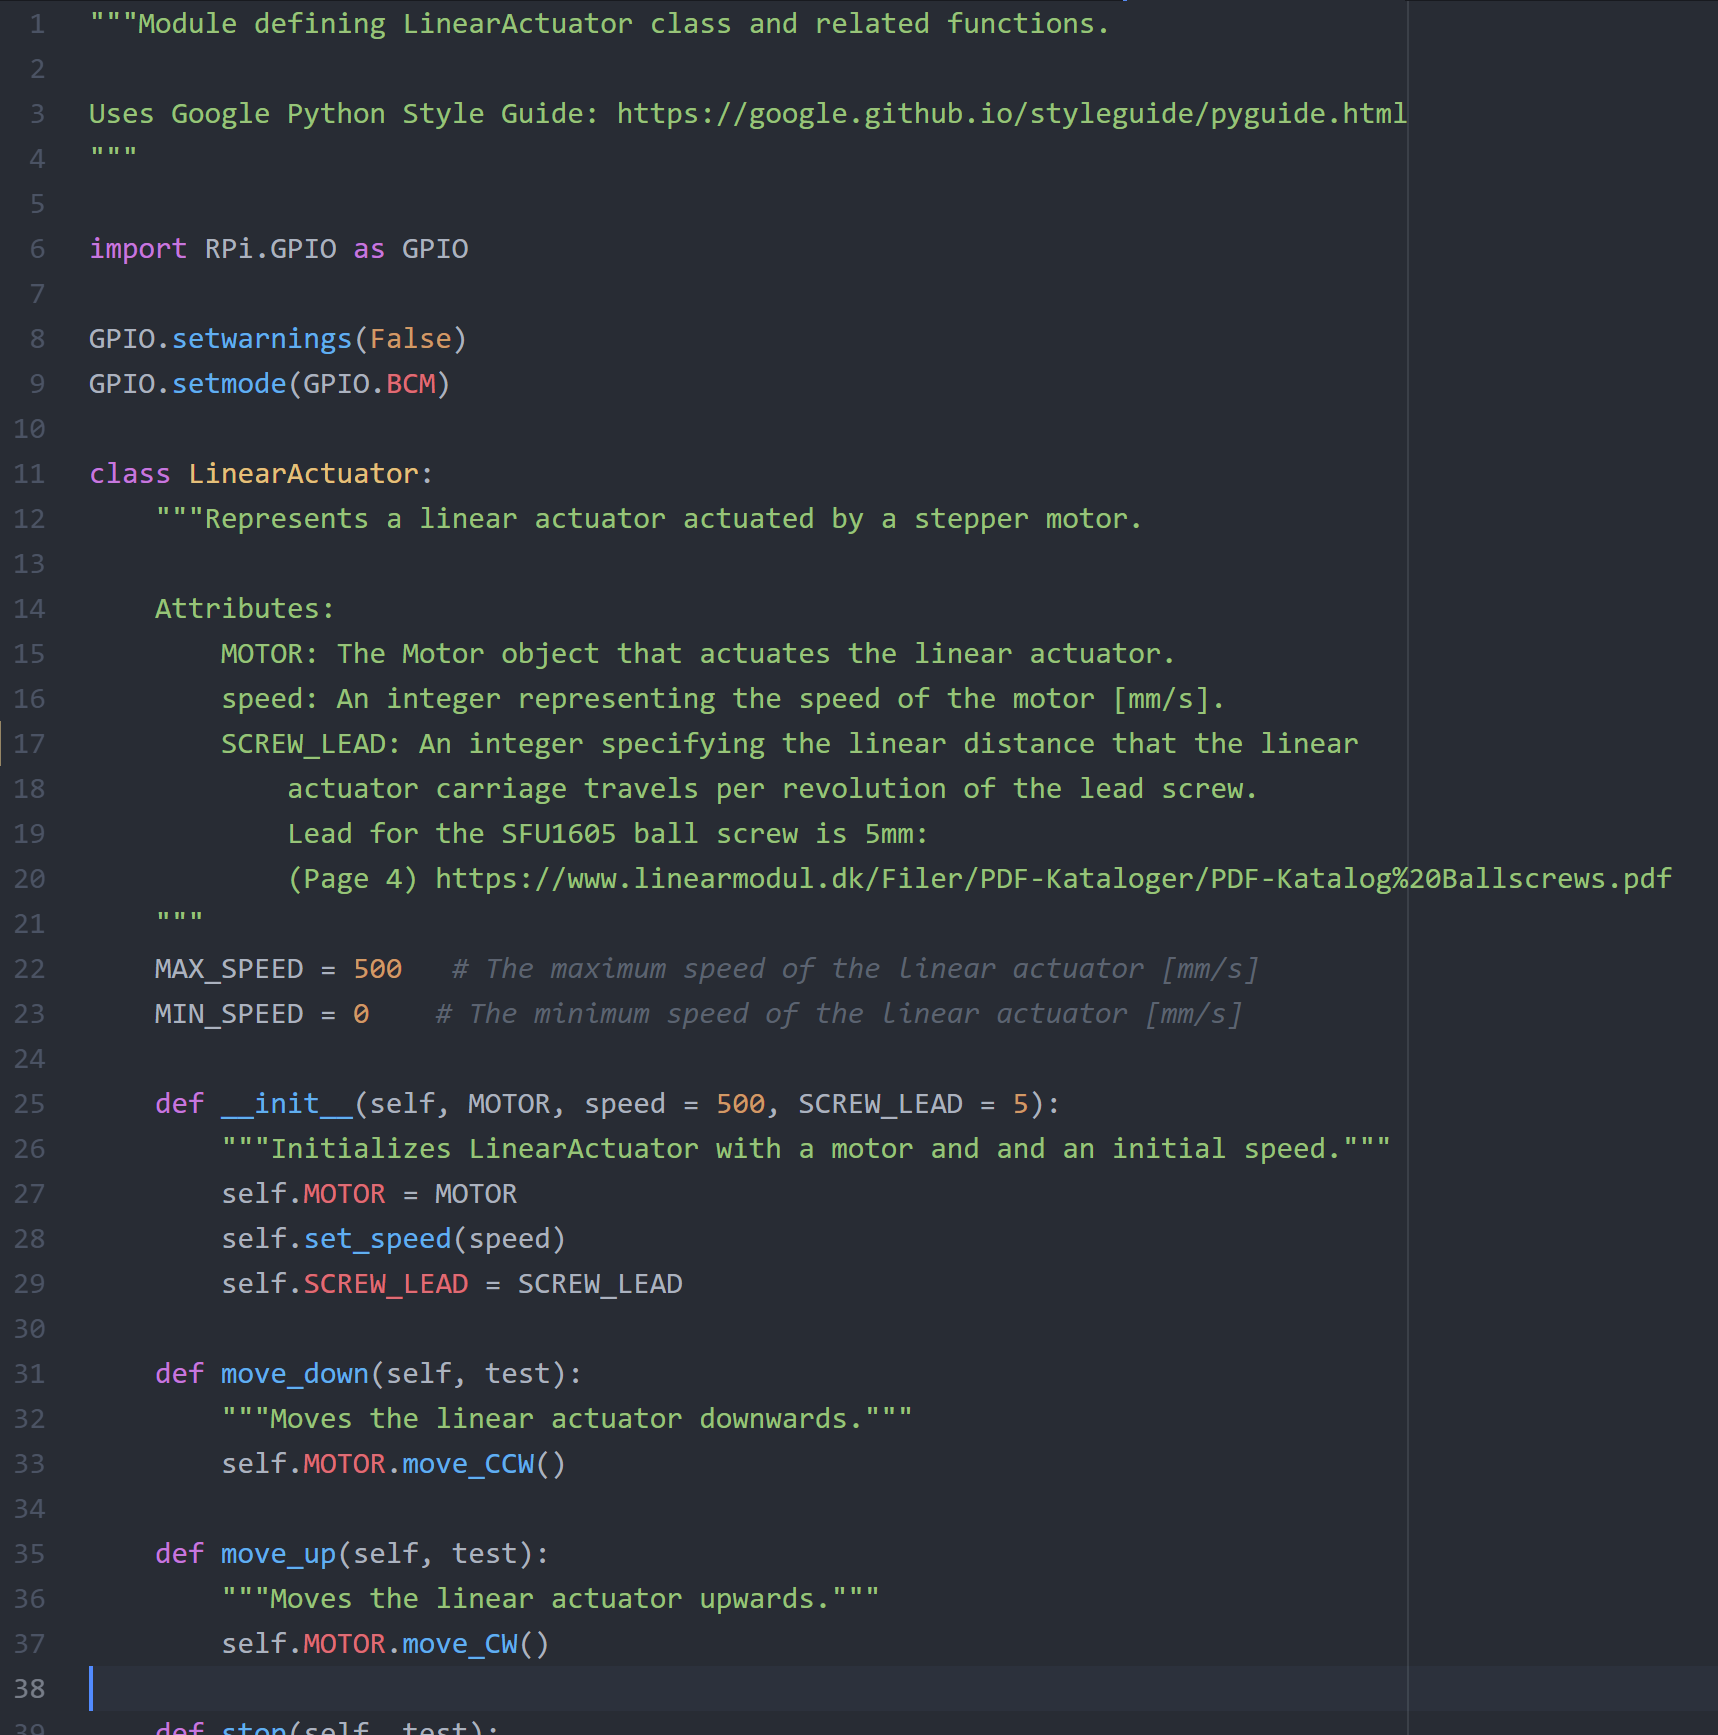 1 """Module defining LinearActuator class and related functions.
2
3 Uses Google Python Style Guide: https://google.github.io/styleguide/pyguide.html
4 """
5
6 import RPi.GPIO as GPIO
7
8 GPIO.setwarnings(False)
9 GPIO.setmode(GPIO.BCM)
10
11 class LinearActuator:
12     """Represents a linear actuator actuated by a stepper motor.
13
14     Attributes:
15         MOTOR: The Motor object that actuates the linear actuator.
16         speed: An integer representing the speed of the motor [mm/s].
17         SCREW_LEAD: An integer specifying the linear distance that the linear
18             actuator carriage travels per revolution of the lead screw.
19             Lead for the SFU1605 ball screw is 5mm:
20             (Page 4) https://www.linearmodul.dk/Filer/PDF-Kataloger/PDF-Katalog%20Ballscrews.pdf
21     """
22     MAX_SPEED = 500   # The maximum speed of the linear actuator [mm/s]
23     MIN_SPEED = 0    # The minimum speed of the linear actuator [mm/s]
24
25     def __init__(self, MOTOR, speed = 500, SCREW_LEAD = 5):
26         """Initializes LinearActuator with a motor and and an initial speed."""
27         self.MOTOR = MOTOR
28         self.set_speed(speed)
29         self.SCREW_LEAD = SCREW_LEAD
30
31     def move_down(self, test):
32         """Moves the linear actuator downwards."""
33         self.MOTOR.move_CCW()
34
35     def move_up(self, test):
36         """Moves the linear actuator upwards."""
37         self.MOTOR.move_CW()
38
39     def stop(self, test):